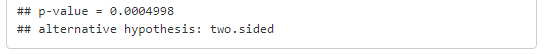 ## p-value = 0.0004998
## alternative hypothesis: two.sided